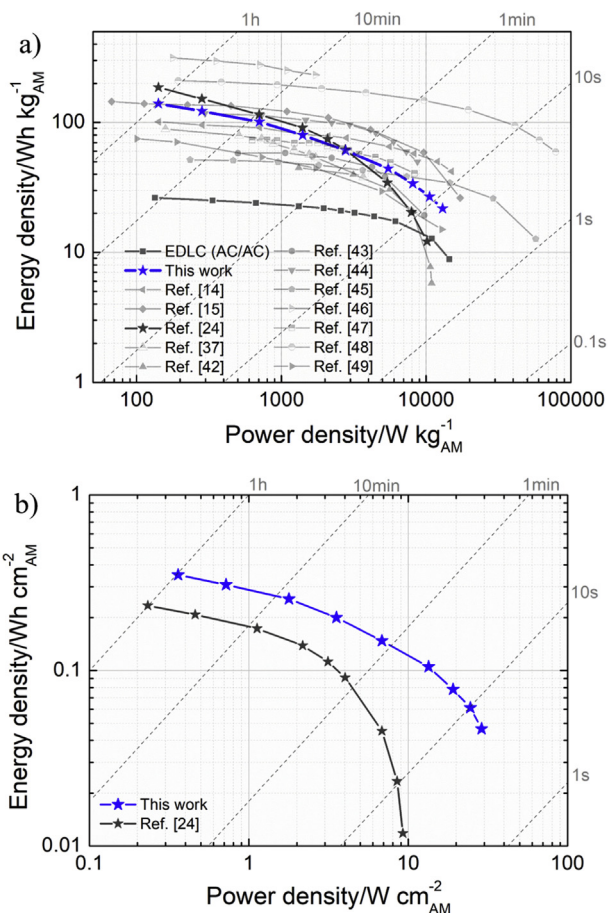 a)
1h
10min
1min
10s
1s
0.1s
Energy density/Wh kg⁻¹AM
100
10
1
EDLC (AC/AC)
This work
Ref. [14]
Ref. [15]
Ref. [24]
Ref. [37]
Ref. [42]
Ref. [43]
Ref. [44]
Ref. [45]
Ref. [46]
Ref. [47]
Ref. [48]
Ref. [49]
100
1000
10000
100000
Power density/W kg⁻¹AM
b)
1h
10min
1min
10s
1s
Energy density/Wh cm⁻²AM
1
0.1
0.01
This work
Ref. [24]
0.1
1
10
100
Power density/W cm⁻²AM